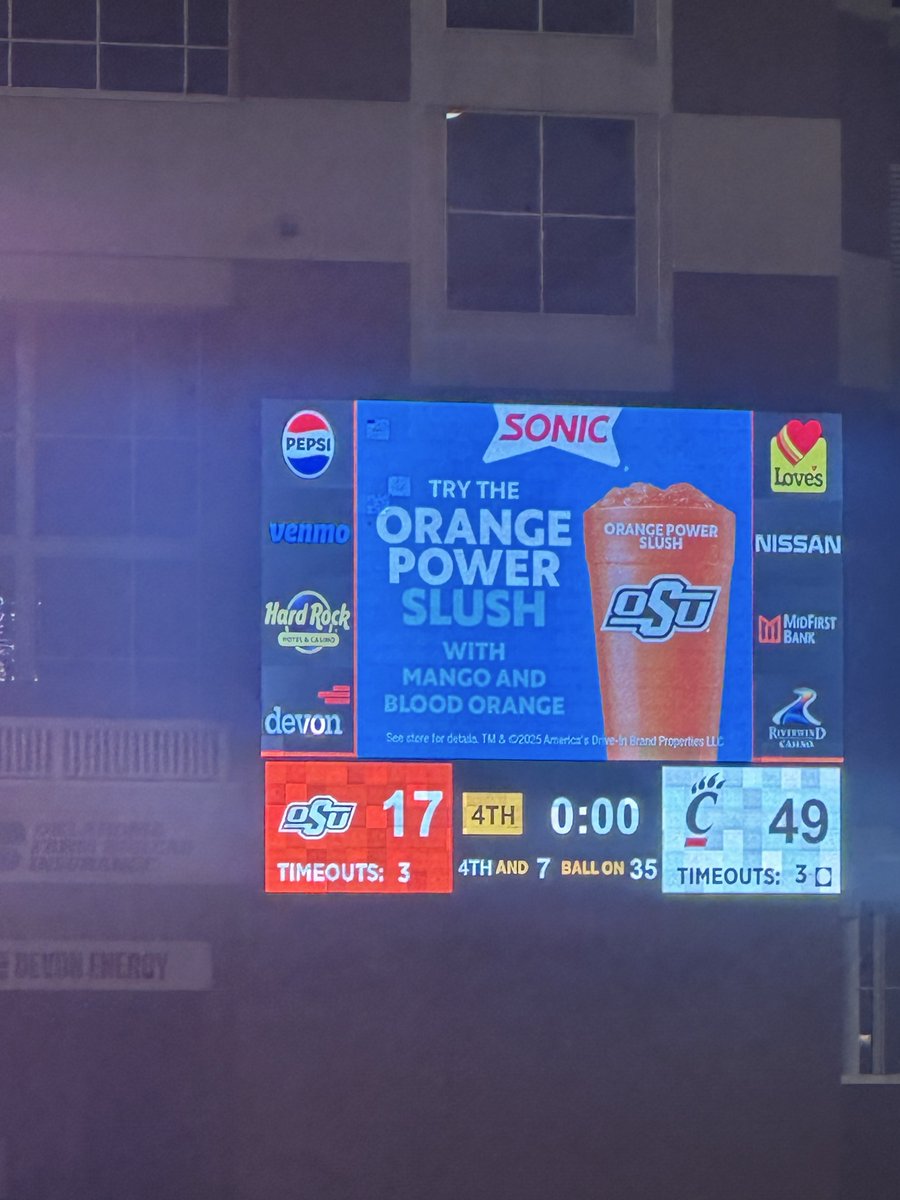 PEPSI
venmo
Hard Rock
HOTEL & CASINO
devon
SONIC
TRY THE
ORANGE
POWER
SLUSH
WITH
MANGO AND
BLOOD ORANGE
ORANGE POWER
SLUSH
OSU
See store for details. TM & ©2025 America's Drive-In Brand Properties LLC
Love's
NISSAN
MIDFIRST
BANK
RIVERWIND
CASINO
OSU 17
TIMEOUTS: 3
4TH 0:00
4TH AND 7 BALL ON 35
C 49
TIMEOUTS: 3
DEVON ENERGY